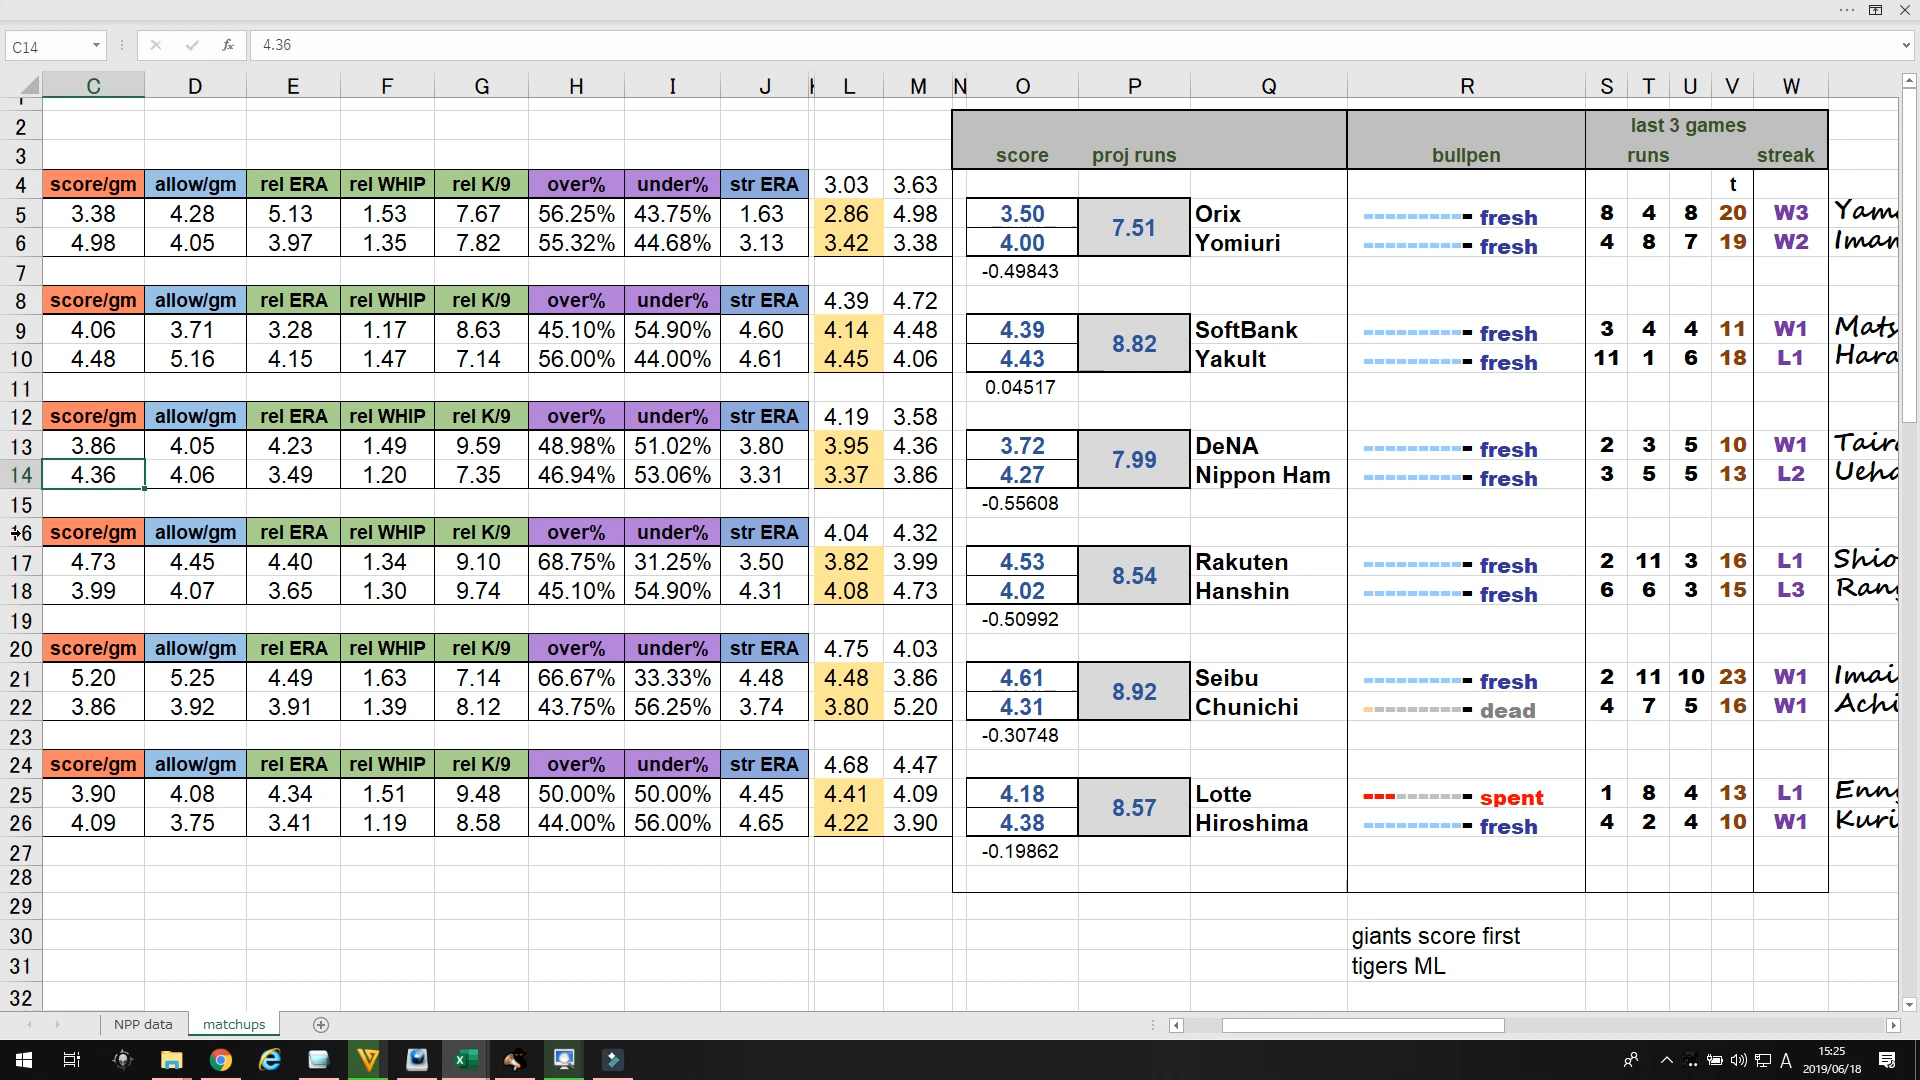 C14 4.36
C D E F G H I J L M N O P Q R S T U V W
2 last 3 games
3 score proj runs bullpen runs streak
4 score/gm allow/gm rel ERA rel WHIP rel K/9 over% under% str ERA 3.03 3.63 t
5 3.38 4.28 5.13 1.53 7.67 56.25% 43.75% 1.63 2.86 4.98 3.50 7.51 Orix fresh 8 4 8 20 W3
6 4.98 4.05 3.97 1.35 7.82 55.32% 44.68% 3.13 3.42 3.38 4.00 Yomiuri fresh 4 8 7 19 W2
7 -0.49843
8 score/gm allow/gm rel ERA rel WHIP rel K/9 over% under% str ERA 4.39 4.72
9 4.06 3.71 3.28 1.17 8.63 45.10% 54.90% 4.60 4.14 4.48 4.39 8.82 SoftBank fresh 3 4 4 11 W1
10 4.48 5.16 4.15 1.47 7.14 56.00% 44.00% 4.61 4.45 4.06 4.43 Yakult fresh 11 1 6 18 L1
11 0.04517
12 score/gm allow/gm rel ERA rel WHIP rel K/9 over% under% str ERA 4.19 3.58
13 3.86 4.05 4.23 1.49 9.59 48.98% 51.02% 3.80 3.95 4.36 3.72 7.99 DeNA fresh 2 3 5 10 W1
14 4.36 4.06 3.49 1.20 7.35 46.94% 53.06% 3.31 3.37 3.86 4.27 Nippon Ham fresh 3 5 5 13 L2
15 -0.55608
score/gm allow/gm rel ERA rel WHIP rel K/9 over% under% str ERA 4.04 4.32
17 4.73 4.45 4.40 1.34 9.10 68.75% 31.25% 3.50 3.82 3.99 4.53 8.54 Rakuten fresh 2 11 3 16 L1
18 3.99 4.07 3.65 1.30 9.74 45.10% 54.90% 4.31 4.08 4.73 4.02 Hanshin fresh 6 6 3 15 L3
19 -0.50992
20 score/gm allow/gm rel ERA rel WHIP rel K/9 over% under% str ERA 4.75 4.03
21 5.20 5.25 4.49 1.63 7.14 66.67% 33.33% 4.48 4.48 3.86 4.61 8.92 Seibu fresh 2 11 10 23 W1
22 3.86 3.92 3.91 1.39 8.12 43.75% 56.25% 3.74 3.80 5.20 4.31 Chunichi dead 4 7 5 16 W1
23 -0.30748
24 score/gm allow/gm rel ERA rel WHIP rel K/9 over% under% str ERA 4.68 4.47
25 3.90 4.08 4.34 1.51 9.48 50.00% 50.00% 4.45 4.41 4.09 4.18 8.57 Lotte spent 1 8 4 13 L1
26 4.09 3.75 3.41 1.19 8.58 44.00% 56.00% 4.65 4.22 3.90 4.38 Hiroshima fresh 4 2 4 10 W1
27 -0.19862
28
29
30 giants score first
31 tigers ML
32
NPP data matchups
A 15:25
2019/06/18